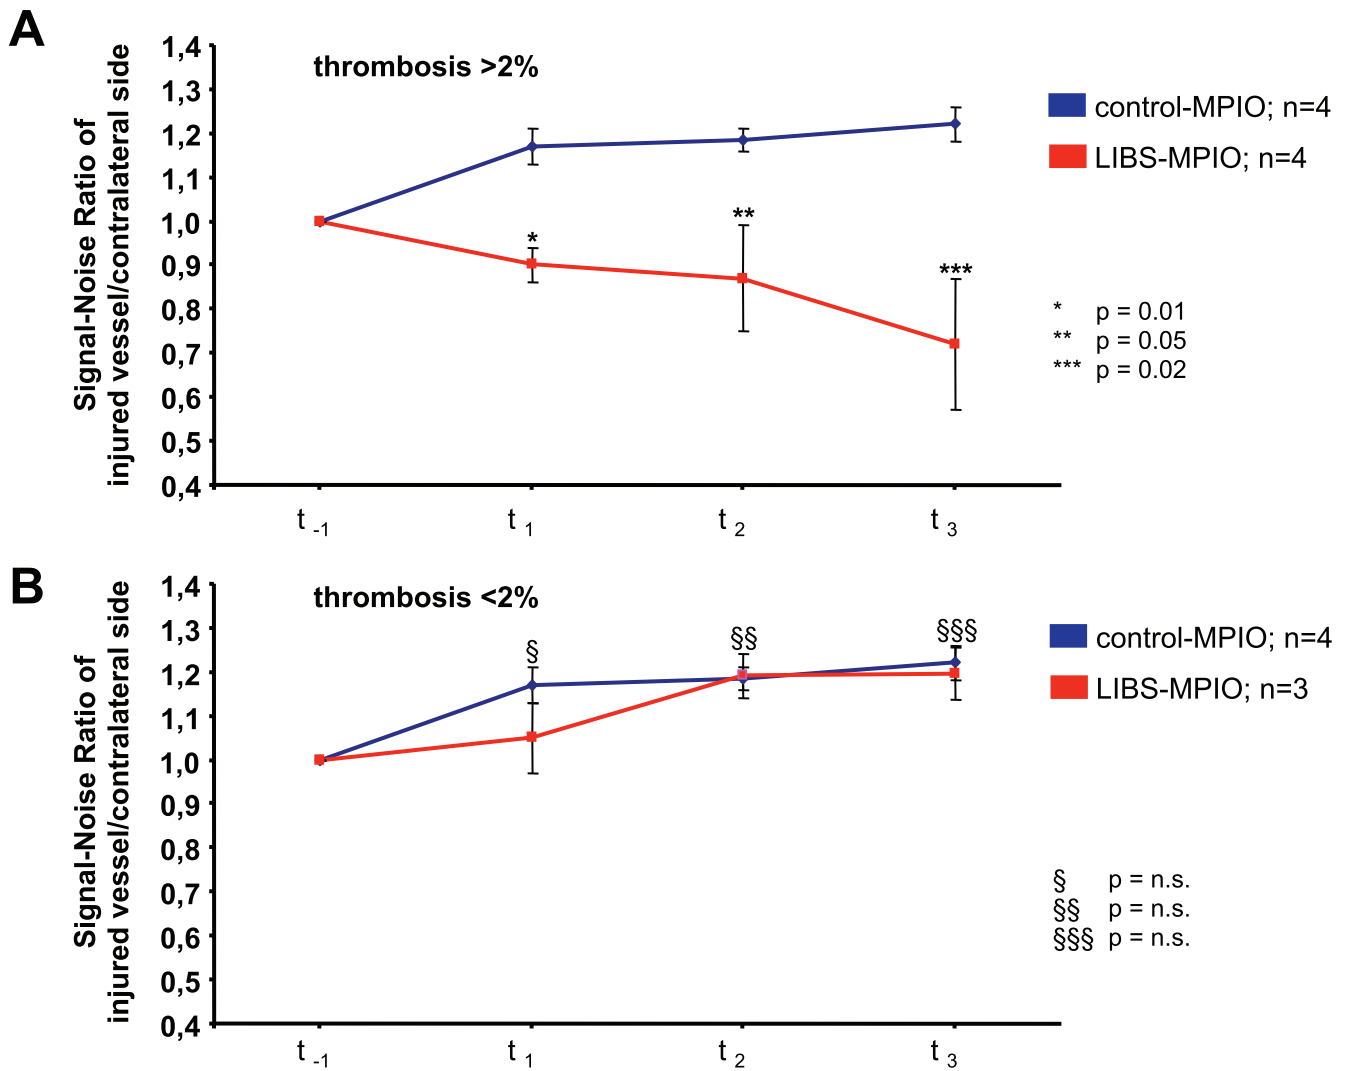 A
thrombosis >2%
Signal-Noise Ratio of
injured vessel/contralateral side
1,4
1,3
1,2
1,1
1,0
0,9
0,8
0,7
0,6
0,5
0,4
control-MPIO; n=4
LIBS-MPIO; n=4
*
**
***
* p = 0.01
** p = 0.05
*** p = 0.02
t -1 t 1 t 2 t 3
B
thrombosis <2%
Signal-Noise Ratio of
injured vessel/contralateral side
1,4
1,3
1,2
1,1
1,0
0,9
0,8
0,7
0,6
0,5
0,4
control-MPIO; n=4
LIBS-MPIO; n=3
§
§§
§§§
§ p = n.s.
§§ p = n.s.
§§§ p = n.s.
t -1 t 1 t 2 t 3